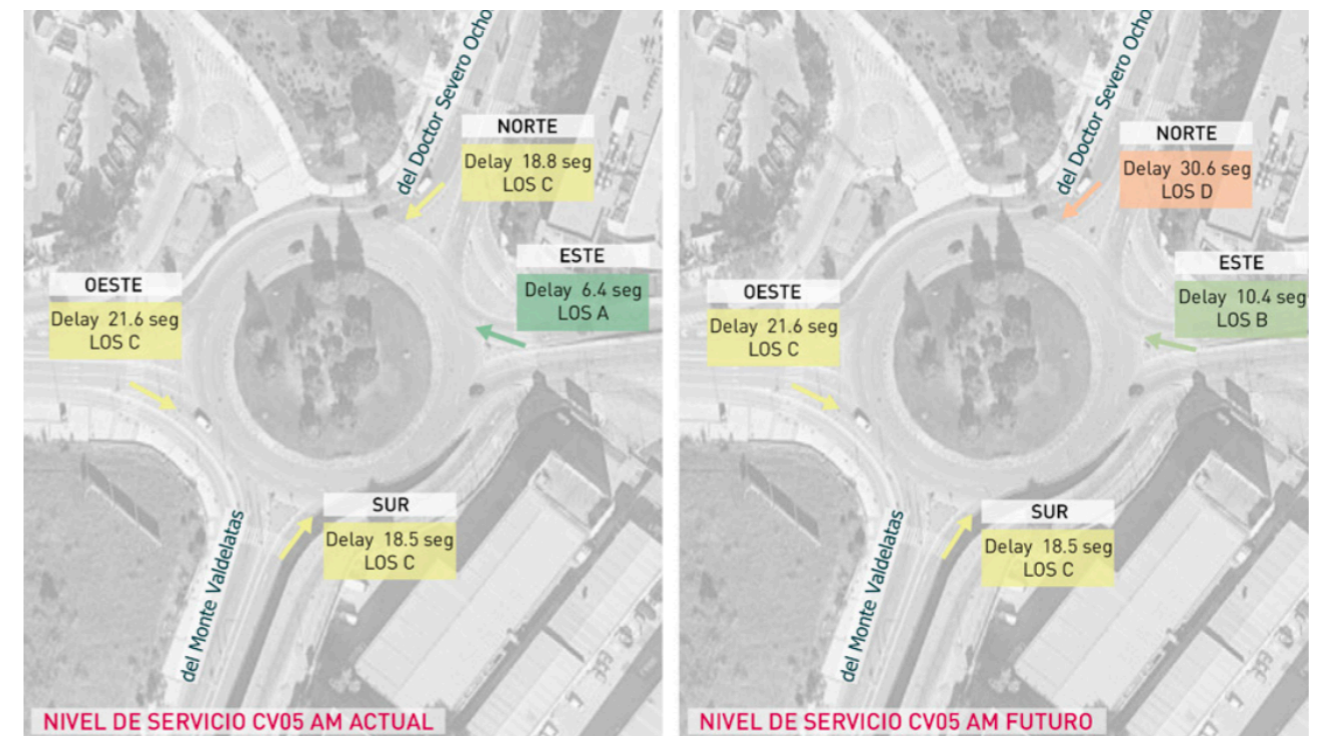 del Doctor Severo Ocho
NORTE
Delay 18.8 seg
LOS C
ESTE
Delay 6.4 seg
LOS A
OESTE
Delay 21.6 seg
LOS C
SUR
Delay 18.5 seg
LOS C
del Monte Valdelatas
NIVEL DE SERVICIO CV05 AM ACTUAL
del Doctor Severo Ocho
NORTE
Delay 30.6 seg
LOS D
ESTE
Delay 10.4 seg
LOS B
OESTE
Delay 21.6 seg
LOS C
SUR
Delay 18.5 seg
LOS C
del Monte Valdelatas
NIVEL DE SERVICIO CV05 AM FUTURO